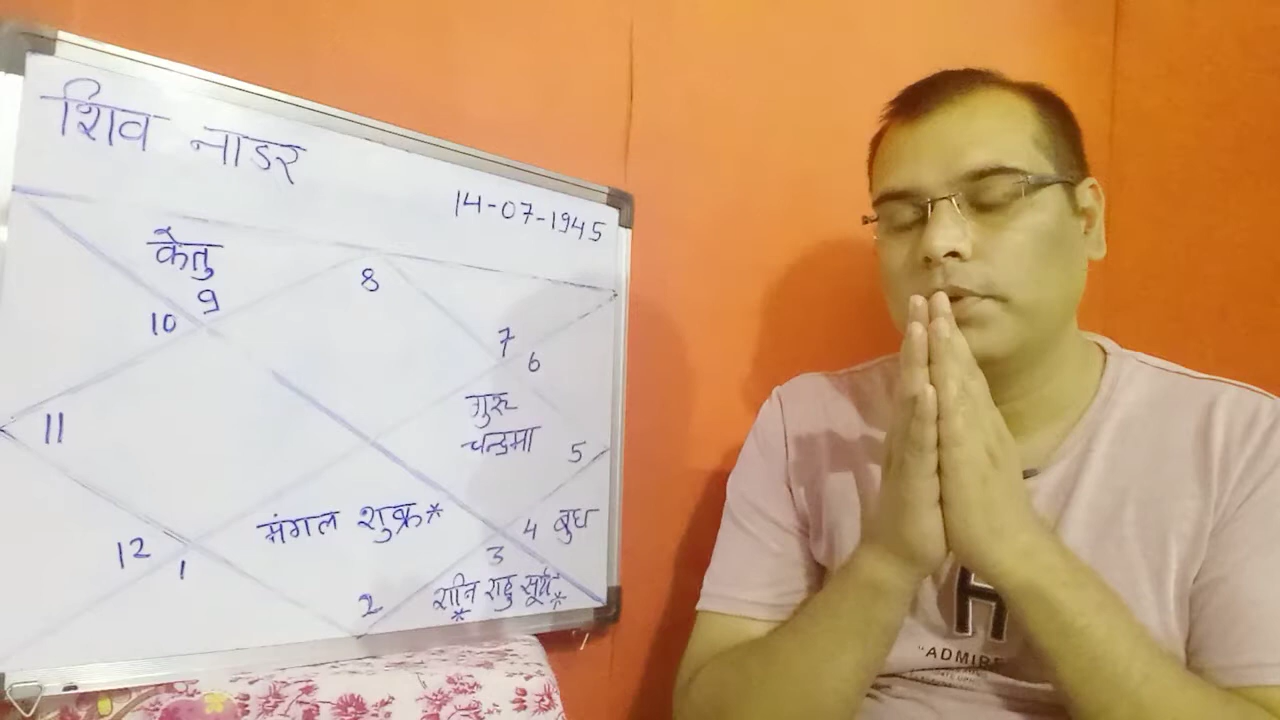 शिव नाडर
14-07-1945
केतु
8
9
10
7
6
गुरू
चन्द्रमा
11
5
मंगल शुक्र*
4 बुध
12
3
1
शनि राहु सूर्य
* *
2
H
"ADMIRE